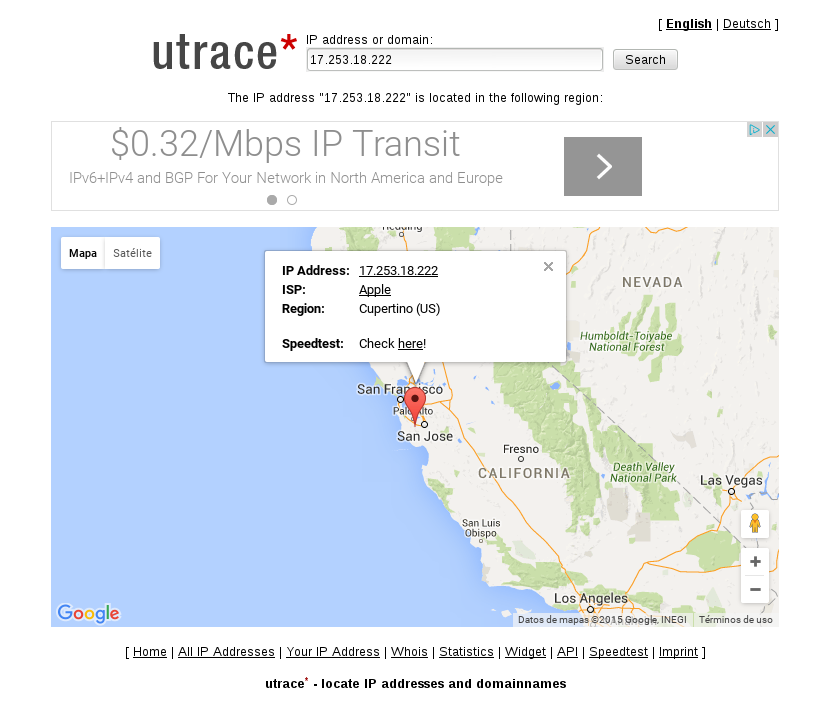 [ English | Deutsch ]
utrace*
IP address or domain:
17.253.18.222
Search
The IP address "17.253.18.222" is located in the following region:
$0.32/Mbps IP Transit
IPv6+IPv4 and BGP For Your Network in North America and Europe
Redding
Mapa
Satélite
IP Address: 17.253.18.222
ISP: Apple
Region: Cupertino (US)
Speedtest: Check here!
NEVADA
Humboldt-Toiyabe
National Forest
San Francisco
Palo Alto
San Jose
Fresno
CALIFORNIA
Death Valley
National Park
Las Vegas
San Luis
Obispo
Los Angeles
Google
Datos de mapas ©2015 Google, INEGI
Términos de uso
[ Home | All IP Addresses | Your IP Address | Whois | Statistics | Widget | API | Speedtest | Imprint ]
utrace* - locate IP addresses and domainnames